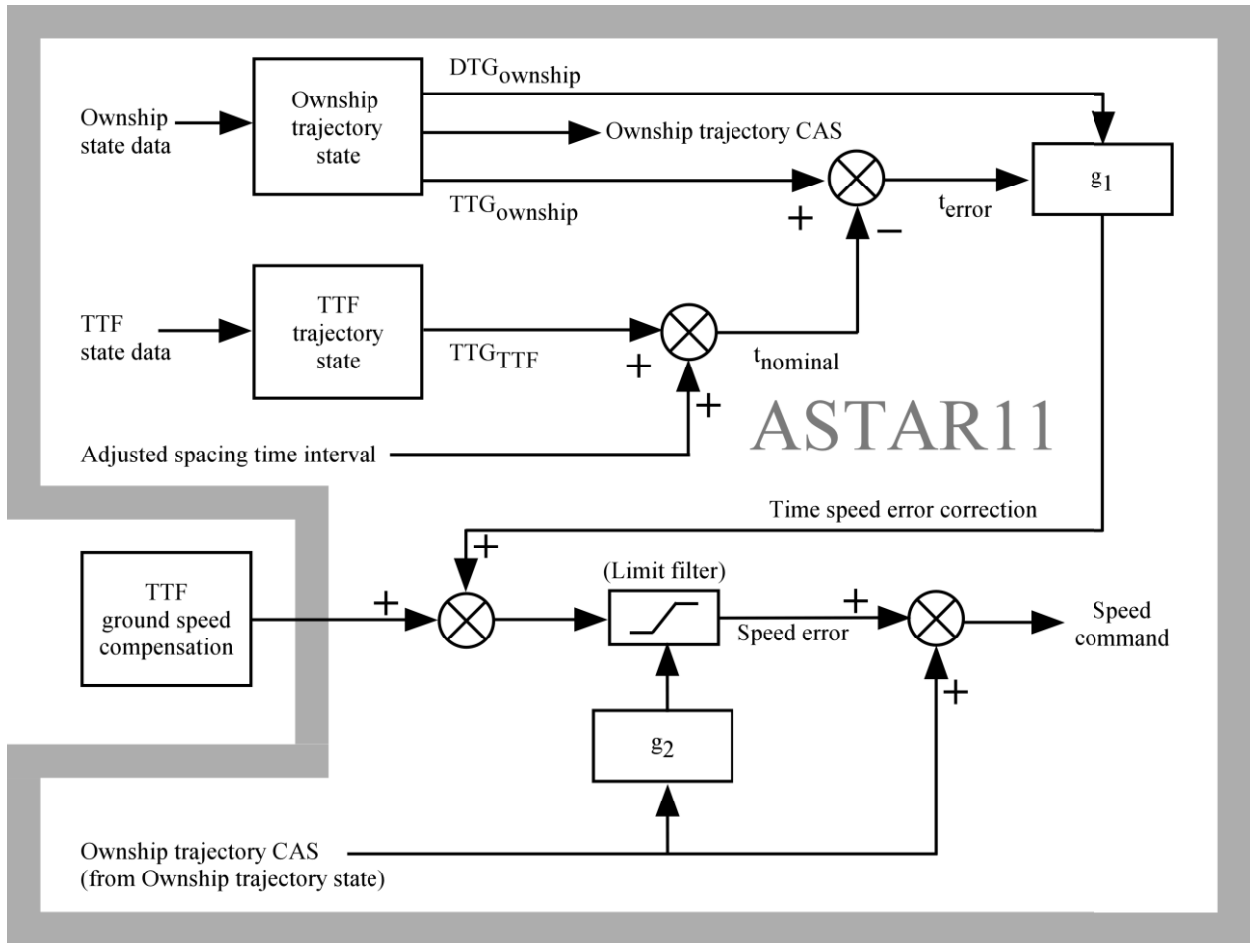 DTGownship
Ownship
state data
Ownship
trajectory
state
Ownship trajectory CAS
TTGownship
+
−
terror
g1
TTF
state data
TTF
trajectory
state
TTGTTF
+
+
tnominal
ASTAR11
Adjusted spacing time interval
Time speed error correction
TTF
ground speed
compensation
+
+
(Limit filter)
Speed error
+
+
Speed
command
g2
Ownship trajectory CAS
(from Ownship trajectory state)